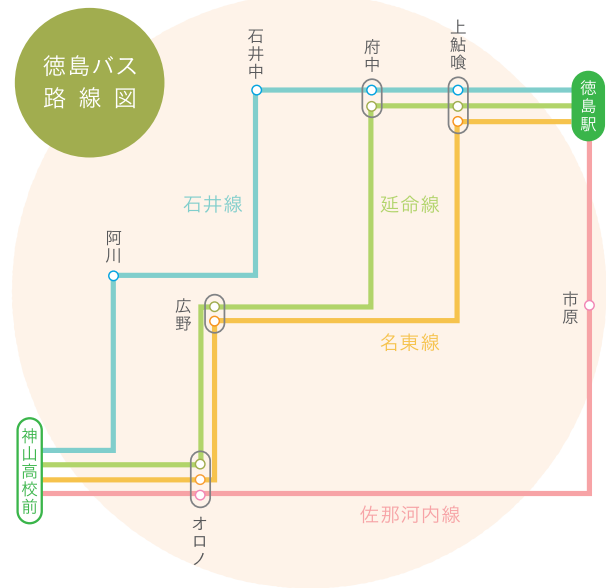 徳島バス
路線図
石井中
府中
上鮎喰
徳島駅
石井線
延命線
阿川
広野
市原
名東線
神山高校前
佐那河内線
オロノ